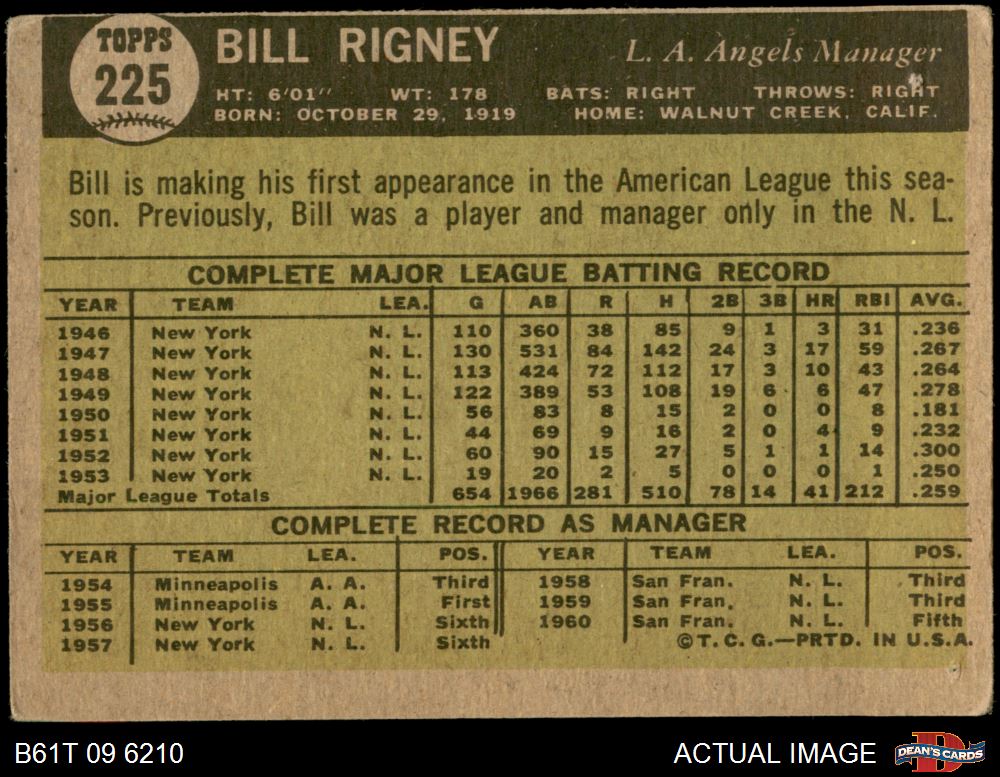 TOPPS
225
BILL RIGNEY
L. A. Angels Manager
HT: 6'01" WT: 178 BATS: RIGHT THROWS: RIGHT
BORN: OCTOBER 29, 1919 HOME: WALNUT CREEK, CALIF.
Bill is making his first appearance in the American League this sea-
son. Previously, Bill was a player and manager only in the N. L.
COMPLETE MAJOR LEAGUE BATTING RECORD
YEAR TEAM LEA. G AB R H 2B 3B HR RBI AVG.
1946 New York N. L. 110 360 38 85 9 1 3 31 .236
1947 New York N. L. 130 531 84 142 24 3 17 59 .267
1948 New York N. L. 113 424 72 112 17 3 10 43 .264
1949 New York N. L. 122 389 53 108 19 6 6 47 .278
1950 New York N. L. 56 83 8 15 2 0 0 8 .181
1951 New York N. L. 44 69 9 16 2 0 4 9 .232
1952 New York N. L. 60 90 15 27 5 1 1 14 .300
1953 New York N. L. 19 20 2 5 0 0 0 1 .250
Major League Totals 654 1966 281 510 78 14 41 212 .259
COMPLETE RECORD AS MANAGER
YEAR TEAM LEA. POS. YEAR TEAM LEA. POS.
1954 Minneapolis A. A. Third 1958 San Fran. N. L. Third
1955 Minneapolis A. A. First 1959 San Fran. N. L. Third
1956 New York N. L. Sixth 1960 San Fran. N. L. Fifth
1957 New York N. L. Sixth ©T. C. G.—PRTD. IN U.S.A.
B61T 09 6210 ACTUAL IMAGE DEAN'S CARDS